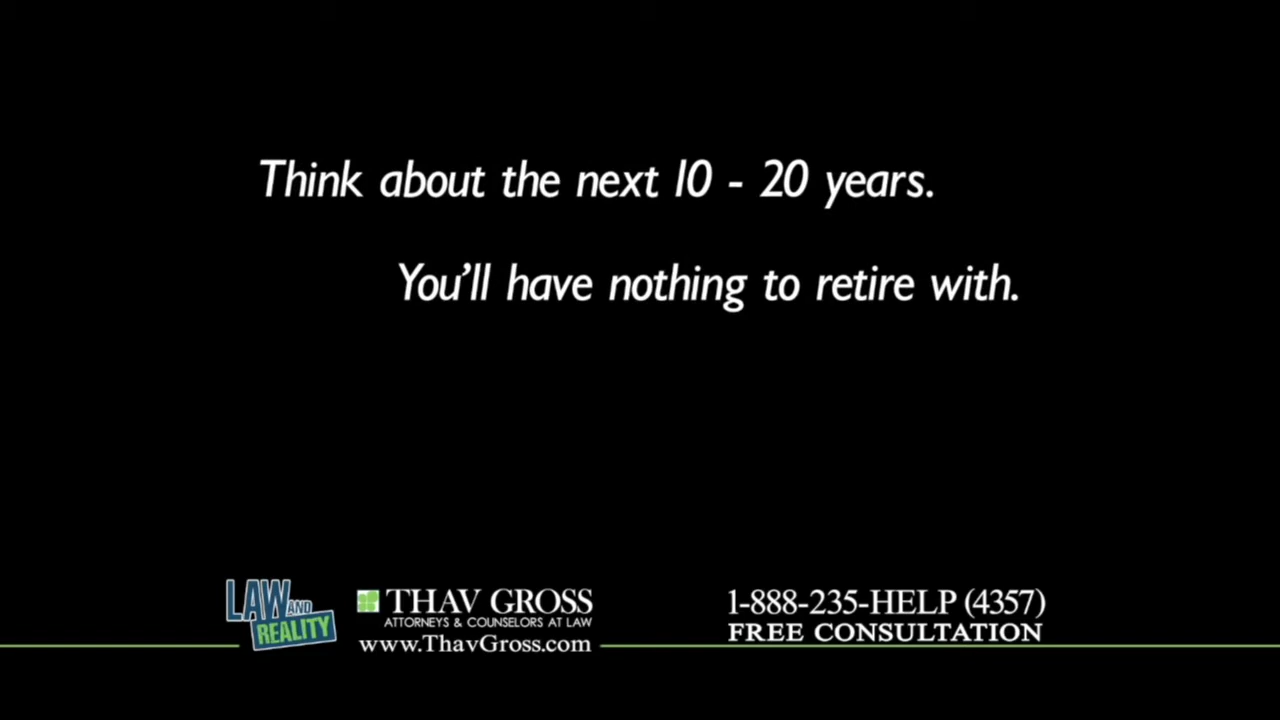 Think about the next 10 - 20 years.
You'll have nothing to retire with.
LAW AND REALITY
THAV GROSS
ATTORNEYS & COUNSELORS AT LAW
www.ThavGross.com
1-888-235-HELP (4357)
FREE CONSULTATION